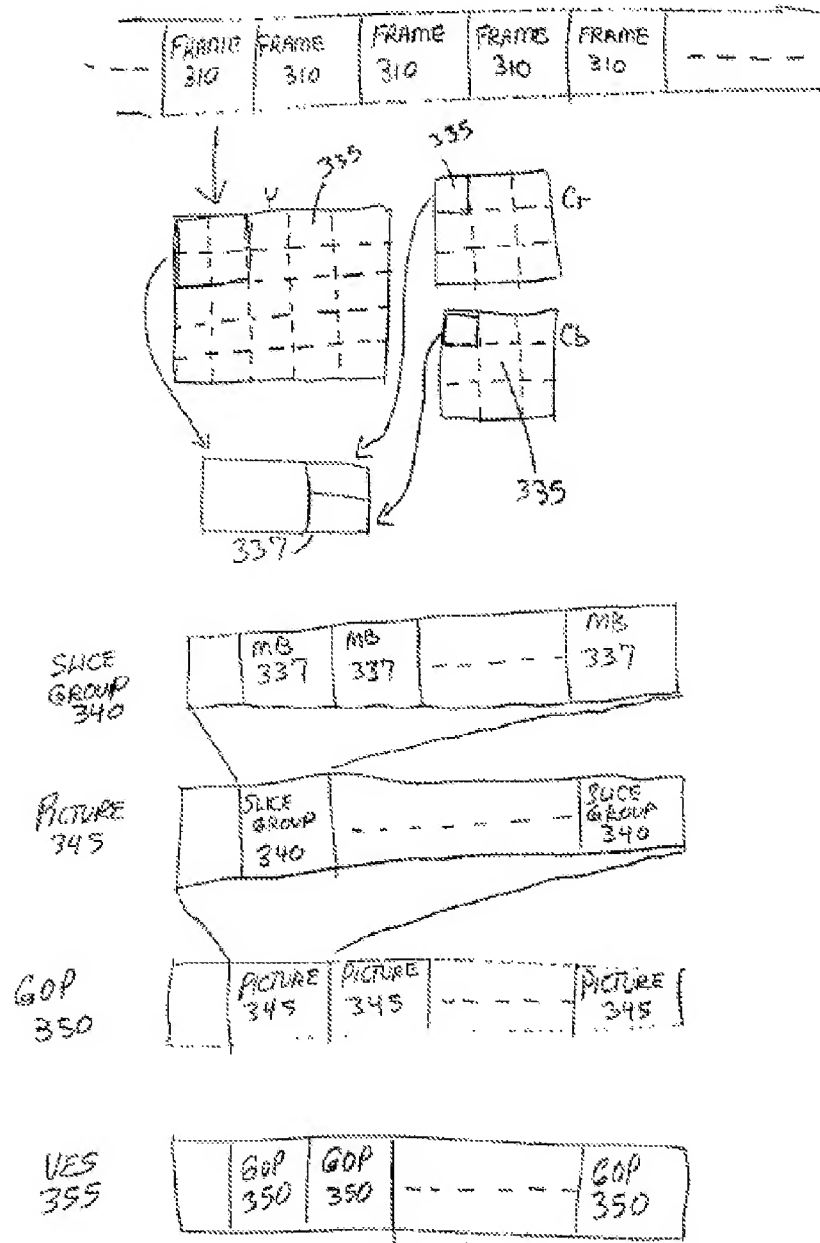 FRAME FRAME FRAME FRAME FRAME
310 310 310 310 310
335
335
Y
Cr
Cb
335
337
SLICE
GROUP
340
MB MB MB
337 337 337
PICTURE
345
SLICE
GROUP
340
SLICE
GROUP
340
GOP
350
PICTURE PICTURE PICTURE
345 345 345
VES
355
GOP GOP GOP
350 350 350